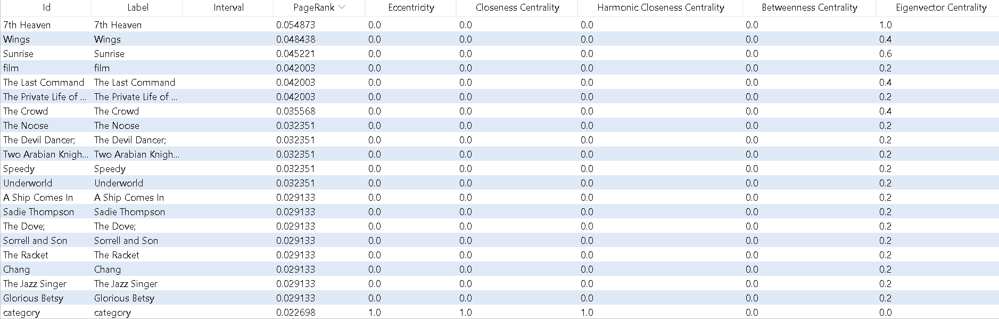 Id Label Interval PageRank Eccentricity Closeness Centrality Harmonic Closeness Centrality Betweenness Centrality Eigenvector Centrality
7th Heaven 7th Heaven 0.054873 0.0 0.0 0.0 0.0 1.0
Wings Wings 0.048438 0.0 0.0 0.0 0.0 0.4
Sunrise Sunrise 0.045221 0.0 0.0 0.0 0.0 0.6
film film 0.042003 0.0 0.0 0.0 0.0 0.2
The Last Command The Last Command 0.042003 0.0 0.0 0.0 0.0 0.4
The Private Life of ... The Private Life of ... 0.042003 0.0 0.0 0.0 0.0 0.2
The Crowd The Crowd 0.035568 0.0 0.0 0.0 0.0 0.4
The Noose The Noose 0.032351 0.0 0.0 0.0 0.0 0.2
The Devil Dancer; The Devil Dancer; 0.032351 0.0 0.0 0.0 0.0 0.2
Two Arabian Knigh... Two Arabian Knigh... 0.032351 0.0 0.0 0.0 0.0 0.2
Speedy Speedy 0.032351 0.0 0.0 0.0 0.0 0.2
Underworld Underworld 0.032351 0.0 0.0 0.0 0.0 0.2
A Ship Comes In A Ship Comes In 0.029133 0.0 0.0 0.0 0.0 0.2
Sadie Thompson Sadie Thompson 0.029133 0.0 0.0 0.0 0.0 0.2
The Dove; The Dove; 0.029133 0.0 0.0 0.0 0.0 0.2
Sorrell and Son Sorrell and Son 0.029133 0.0 0.0 0.0 0.0 0.2
The Racket The Racket 0.029133 0.0 0.0 0.0 0.0 0.2
Chang Chang 0.029133 0.0 0.0 0.0 0.0 0.2
The Jazz Singer The Jazz Singer 0.029133 0.0 0.0 0.0 0.0 0.2
Glorious Betsy Glorious Betsy 0.029133 0.0 0.0 0.0 0.0 0.2
category category 0.022698 1.0 1.0 1.0 0.0 0.0